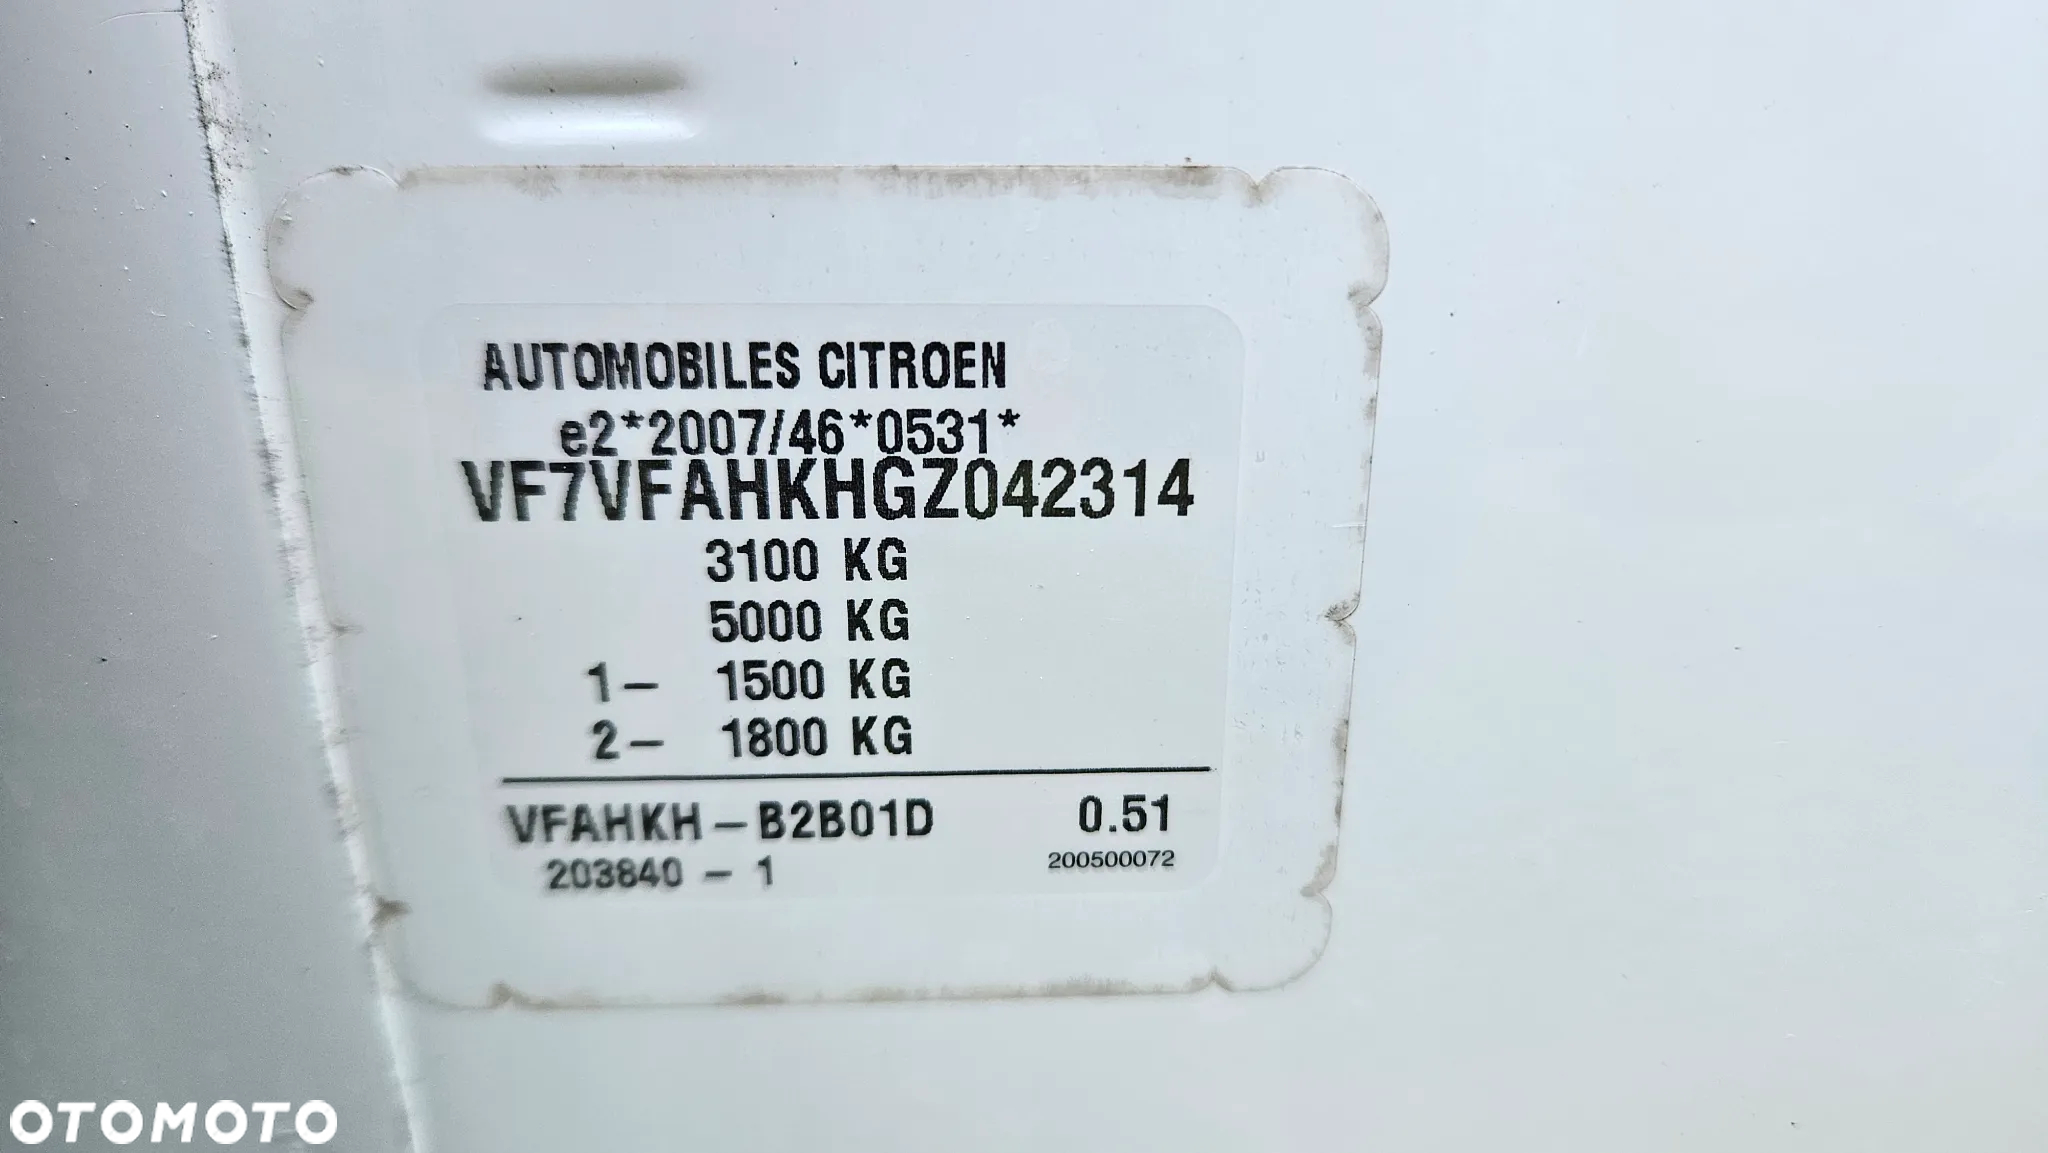 AUTOMOBILES CITROEN
e2*2007/46*0531*
VF7VFAHKHGZ042314
3100 KG
5000 KG
1- 1500 KG
2- 1800 KG
VFAHKH-B2B01D 0.51
203840-1 200500072
OTOMOTO